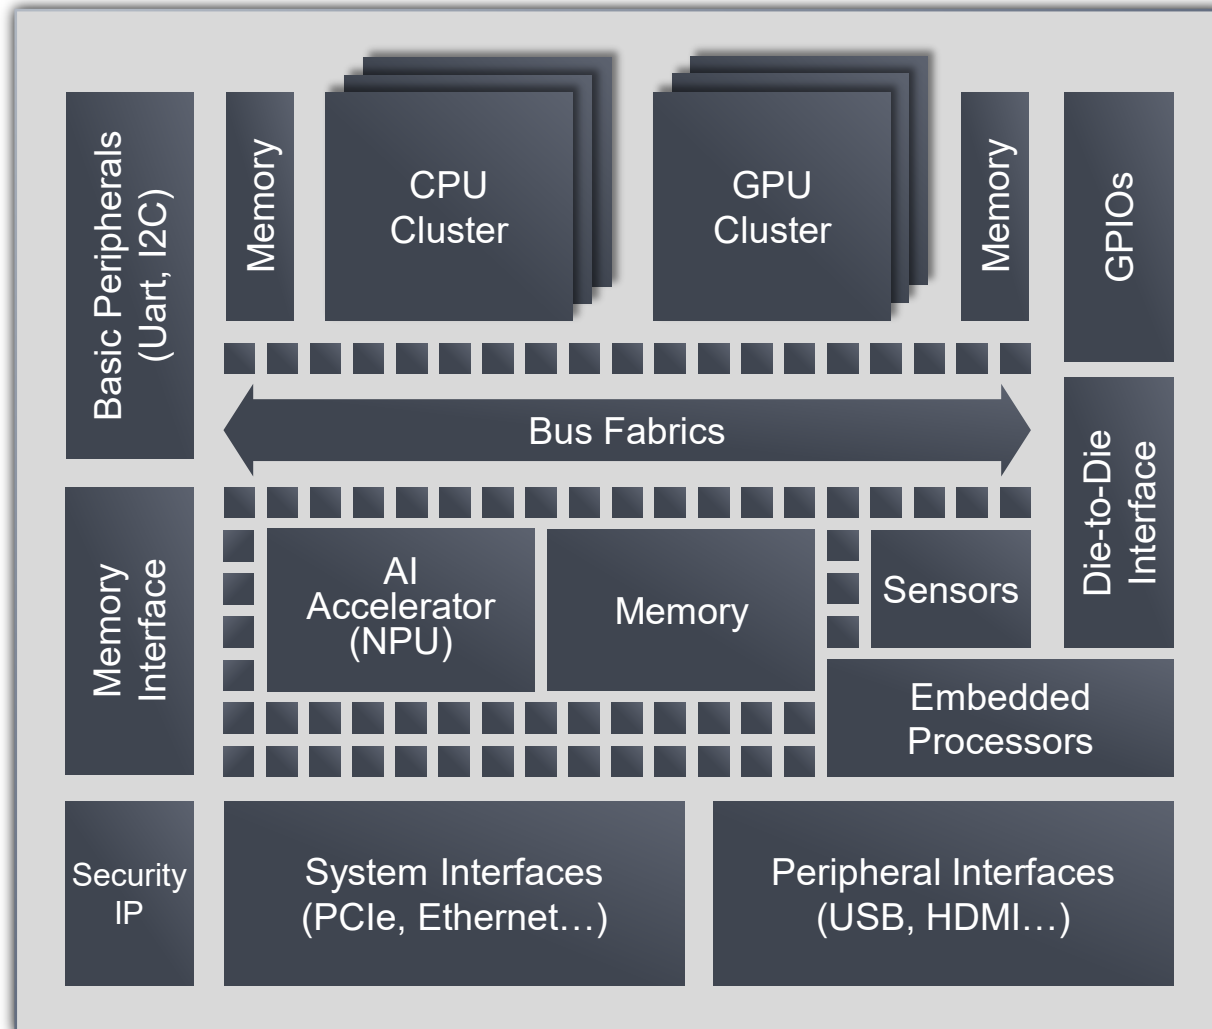 Basic Peripherals
(Uart, I2C)
Memory
CPU
Cluster
GPU
Cluster
Memory
GPIOs
Bus Fabrics
Die-to-Die
Interface
Memory
Interface
AI
Accelerator
(NPU)
Memory
Sensors
Embedded
Processors
Security
IP
System Interfaces
(PCIe, Ethernet…)
Peripheral Interfaces
(USB, HDMI…)